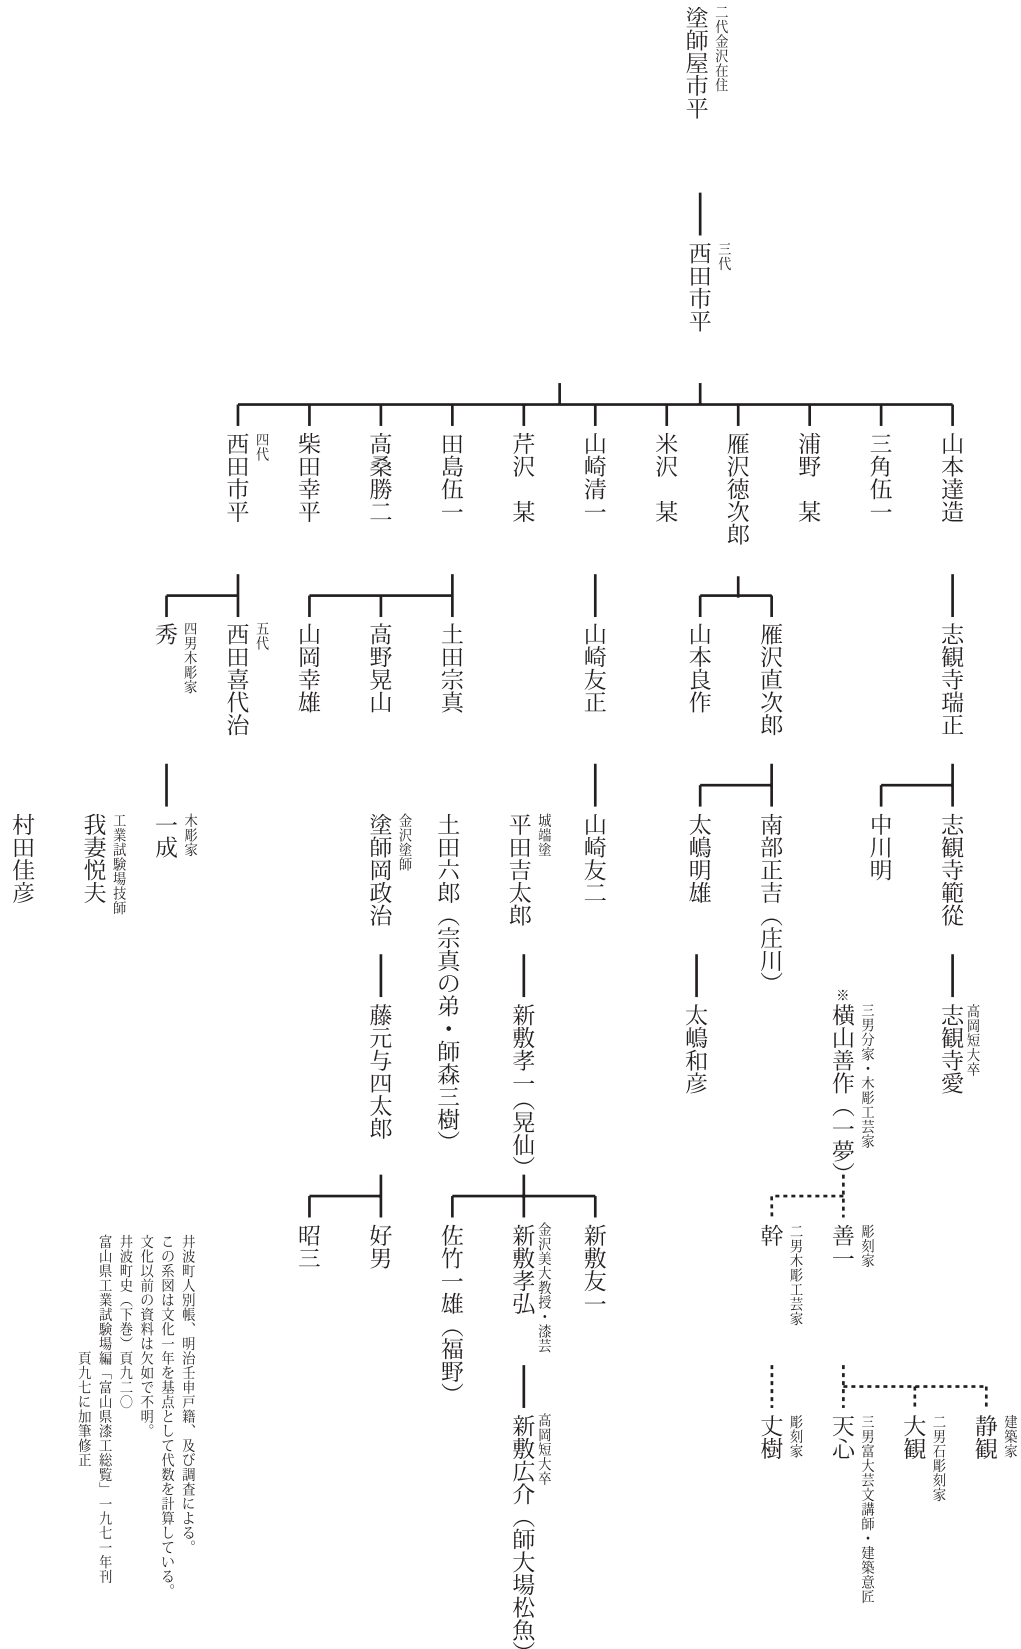 二代金沢在住
塗師屋市平
三代
西田市平
山本達造
三角伍一
浦野　某
雁沢徳次郎
米沢　某
山崎清一
芹沢　某
田島伍一
高桑勝二
柴田幸平
四代
西田市平
志観寺瑞正
雁沢直次郎
山本良作
山崎友正
土田宗真
高野晃山
山岡幸雄
五代
西田喜代治
四男木彫家
秀
志観寺範從
中川明
南部正吉（庄川）
太嶋明雄
山崎友二
城端塗
平田吉太郎
土田六郎（宗真の弟・師森三樹）
金沢塗師
塗師岡政治
木彫家
一成
工業試験場技師
我妻悦夫
村田佳彦
高岡短大卒
志観寺愛
三男分家・木彫工芸家
※横山善作（一夢）
太嶋和彦
新敷孝一（晃仙）
藤元与四太郎
彫刻家
善一
二男木彫工芸家
幹
新敷友一
金沢美大教授・漆芸
新敷孝弘
佐竹一雄（福野）
好男
昭三
建築家
静観
二男石彫刻家
大観
三男富大芸文講師・建築意匠
天心
彫刻家
丈樹
高岡短大卒
新敷広介（師大場松魚）
井波町人別帳、明治壬申戸籍、及び調査による。
この系図は文化一年を基点として代数を計算している。
文化以前の資料は欠如で不明。
井波町史（下巻）頁九二〇
富山県工業試験場編「富山県漆工総覧」一九七一年刊
頁九七に加筆修正